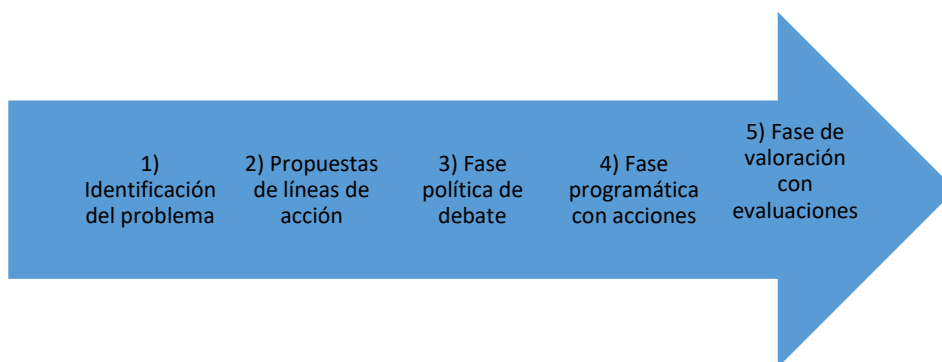 1)
Identificación
del problema
2) Propuestas
de líneas de
acción
3) Fase
política de
debate
4) Fase
programática
con acciones
5) Fase de
valoración
con
evaluaciones